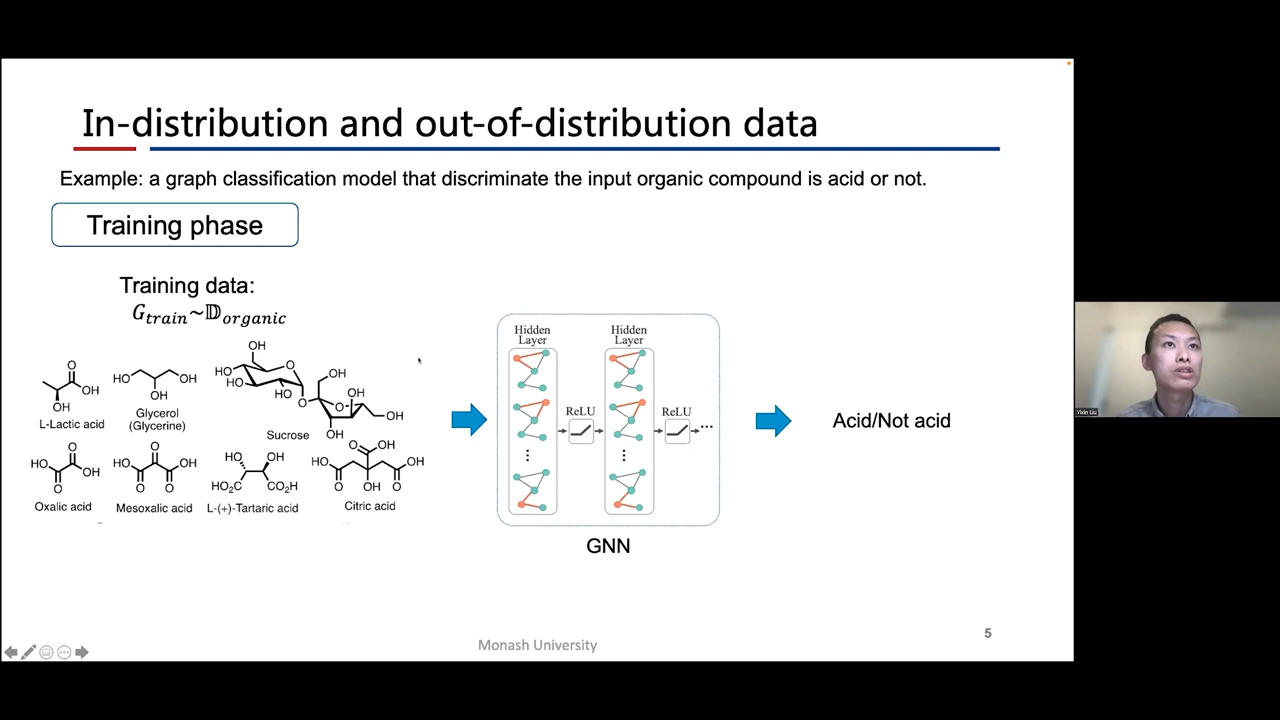 In-distribution and out-of-distribution data
Example: a graph classification model that discriminate the input organic compound is acid or not.
Training phase
Training data:
G_train~𝔻_organic
OH
O
OH
OH
L-Lactic acid
HO
OH
OH
Glycerol
(Glycerine)
HO
HO
O
HO
O
OH
OH
O
OH
OH
Sucrose
HO
O
OH
O
Oxalic acid
HO
O
OH
O
O
Mesoxalic acid
HO
OH
HO₂C
CO₂H
L-(+)-Tartaric acid
O
OH
HO
OH
O
OH
O
Citric acid
Hidden
Layer
Hidden
Layer
ReLU
ReLU
...
GNN
Acid/Not acid
Yixin Liu
Monash University
5